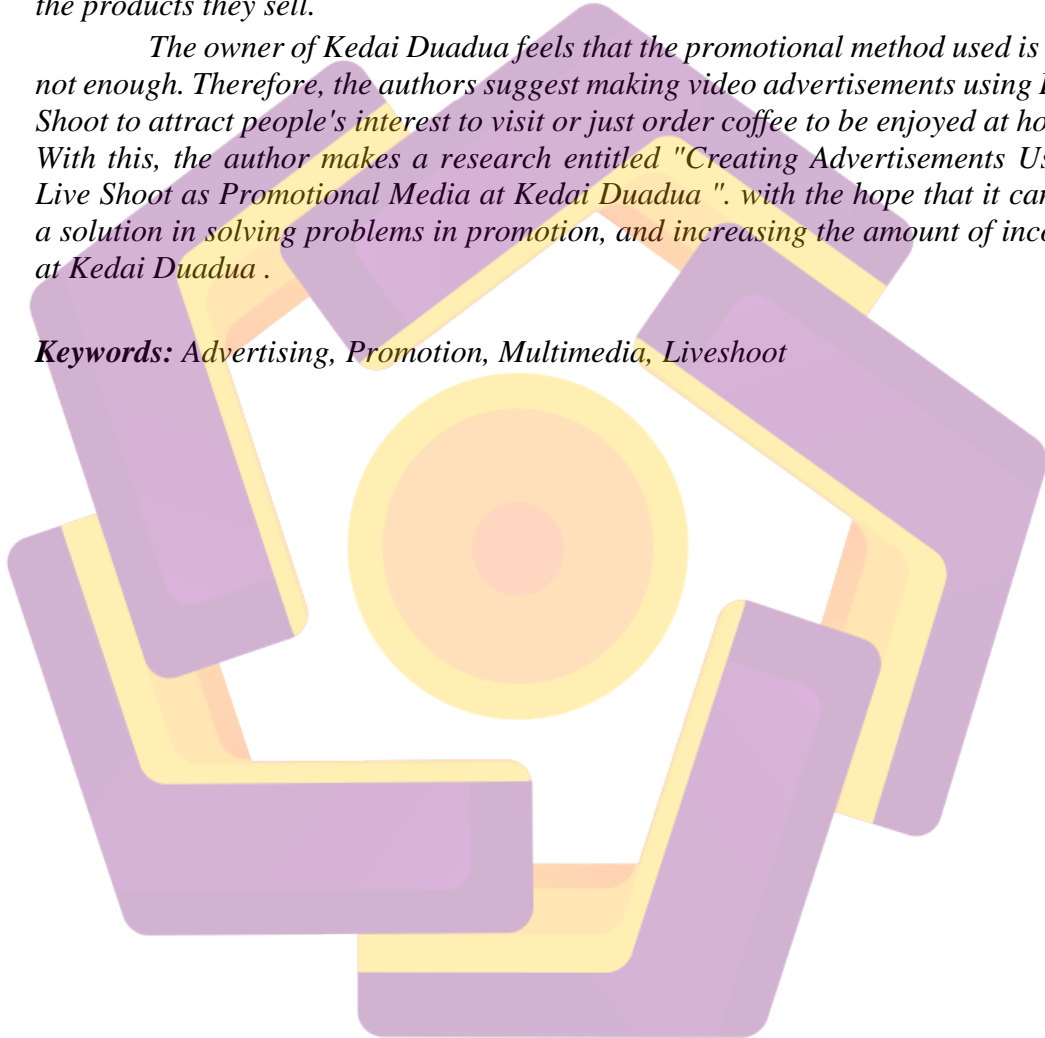 the products they sell.
The owner of Kedai Duadua feels that the promotional method used is
not enough. Therefore, the authors suggest making video advertisements using
Shoot to attract people's interest to visit or just order coffee to be enjoyed at
With this, the author makes a research entitled "Creating Advertisements
Live Shoot as Promotional Media at Kedai Duadua ". with the hope that it
a solution in solving problems in promotion, and increasing the amount of
at Kedai Duadua .
Keywords: Advertising, Promotion, Multimedia, Liveshoot